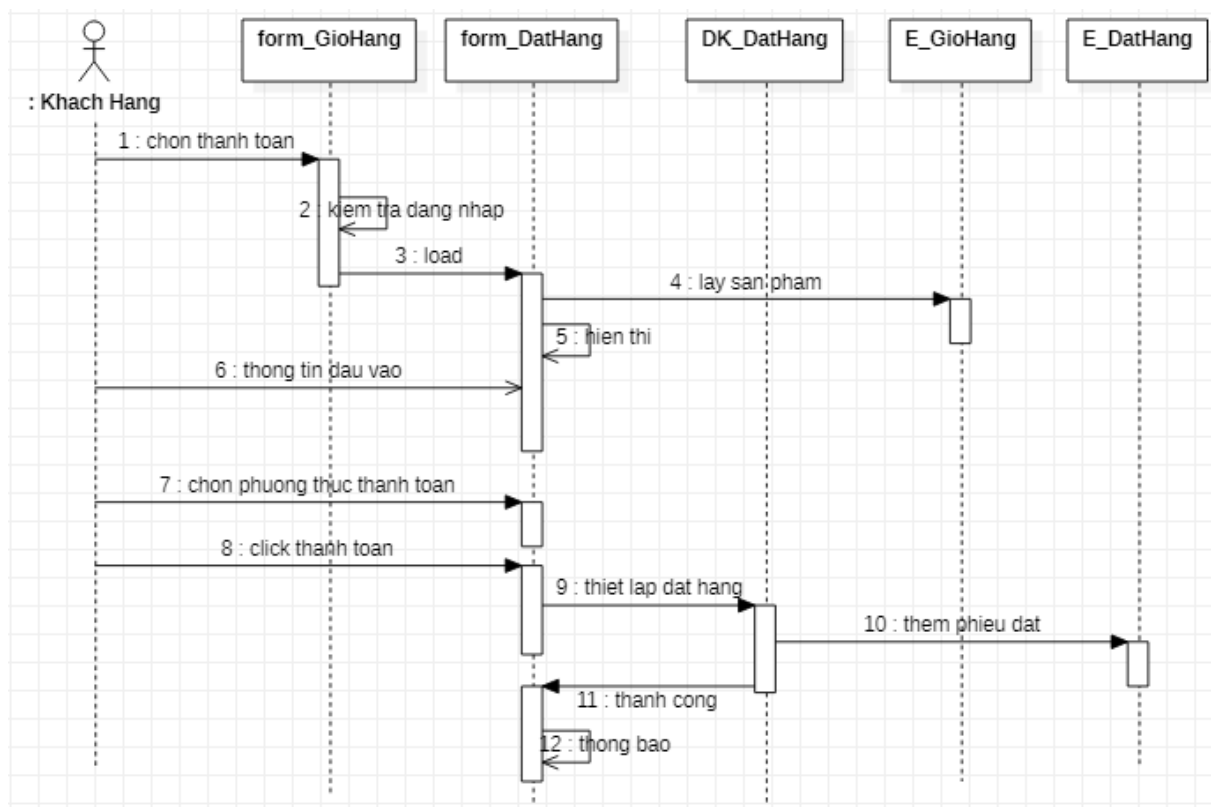 form_GioHang
form_DatHang
DK_DatHang
E_GioHang
E_DatHang
: Khach Hang
1 : chon thanh toan
2 : kiem tra dang nhap
3 : load
4 : lay san pham
5 : hien thi
6 : thong tin dau vao
7 : chon phuong thuc thanh toan
8 : click thanh toan
9 : thiet lap dat hang
10 : them phieu dat
11 : thanh cong
12 : thong bao